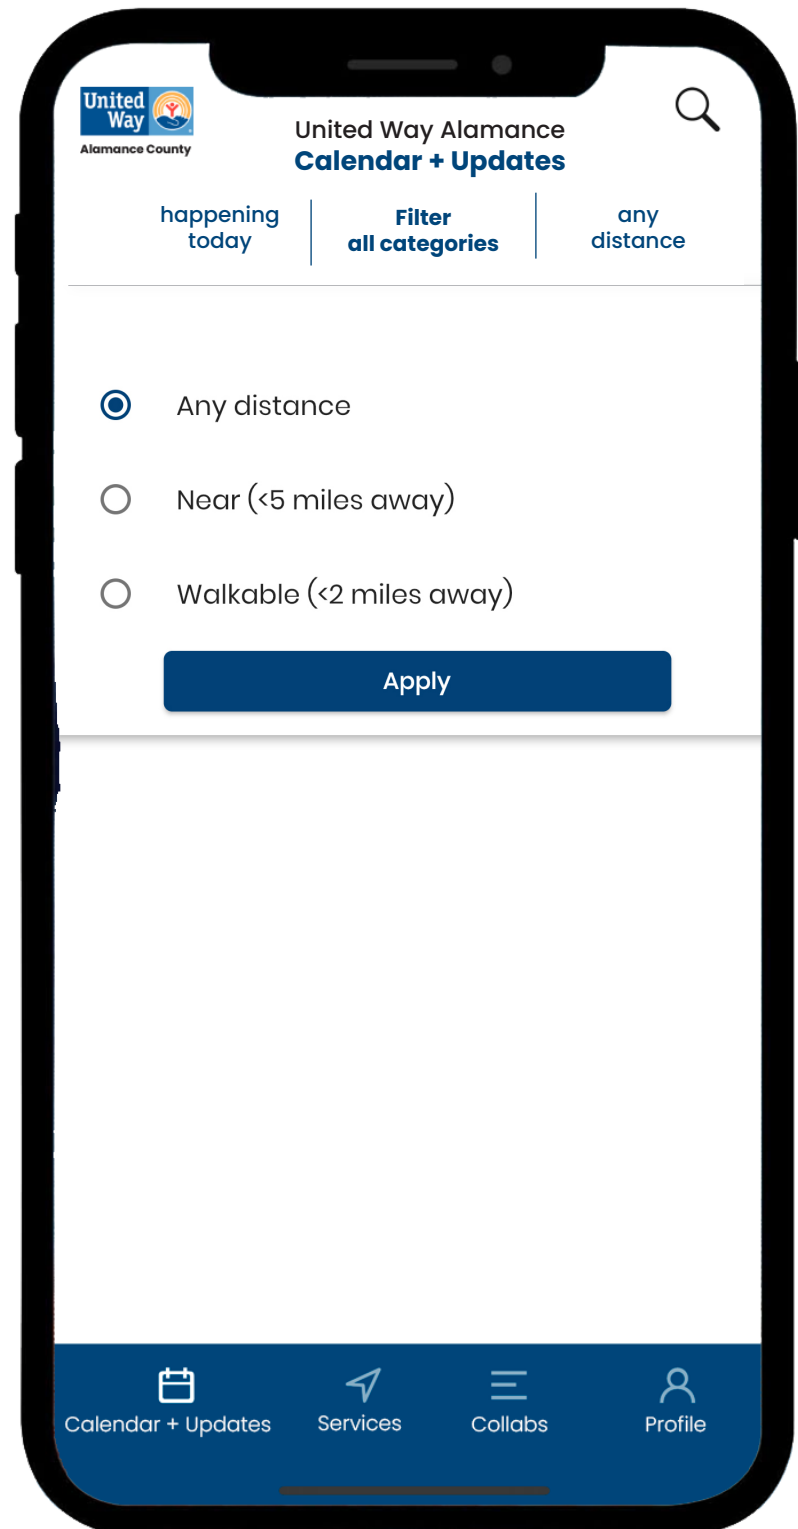 United
Way
Alamance County
United Way Alamance
Calendar + Updates
happening
today
Filter
all categories
any
distance
Any distance
Near (<5 miles away)
Walkable (<2 miles away)
Apply
Calendar + Updates
Services
Collabs
Profile